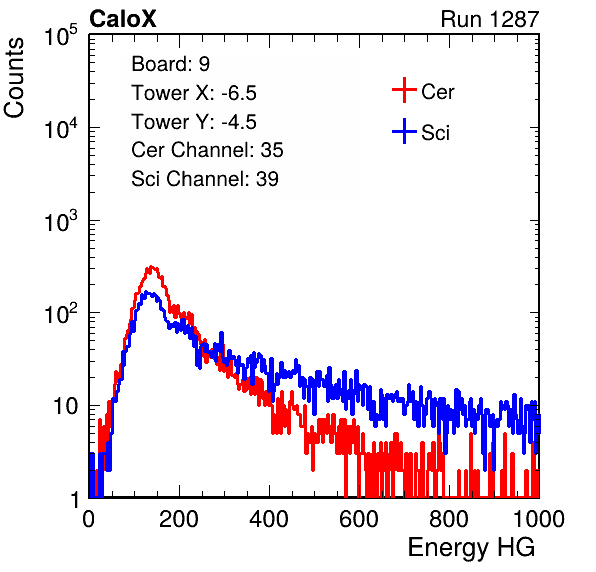 CaloX Run 1287
Counts
Board: 9
Tower X: -6.5
Tower Y: -4.5
Cer Channel: 35
Sci Channel: 39
Cer
Sci
10^5
10^4
10^3
10^2
10
1
0 200 400 600 800 1000
Energy HG